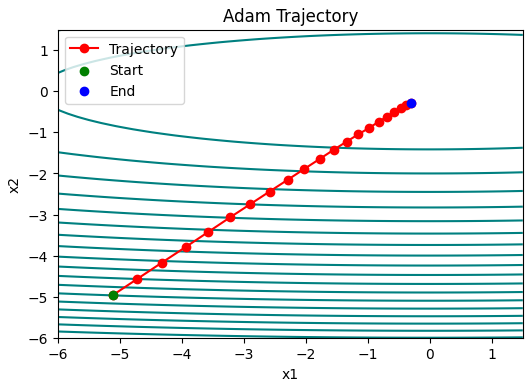 Adam Trajectory
Trajectory
Start
End
1
0
−1
−2
−3
−4
−5
−6
x2
−6 −5 −4 −3 −2 −1 0 1
x1